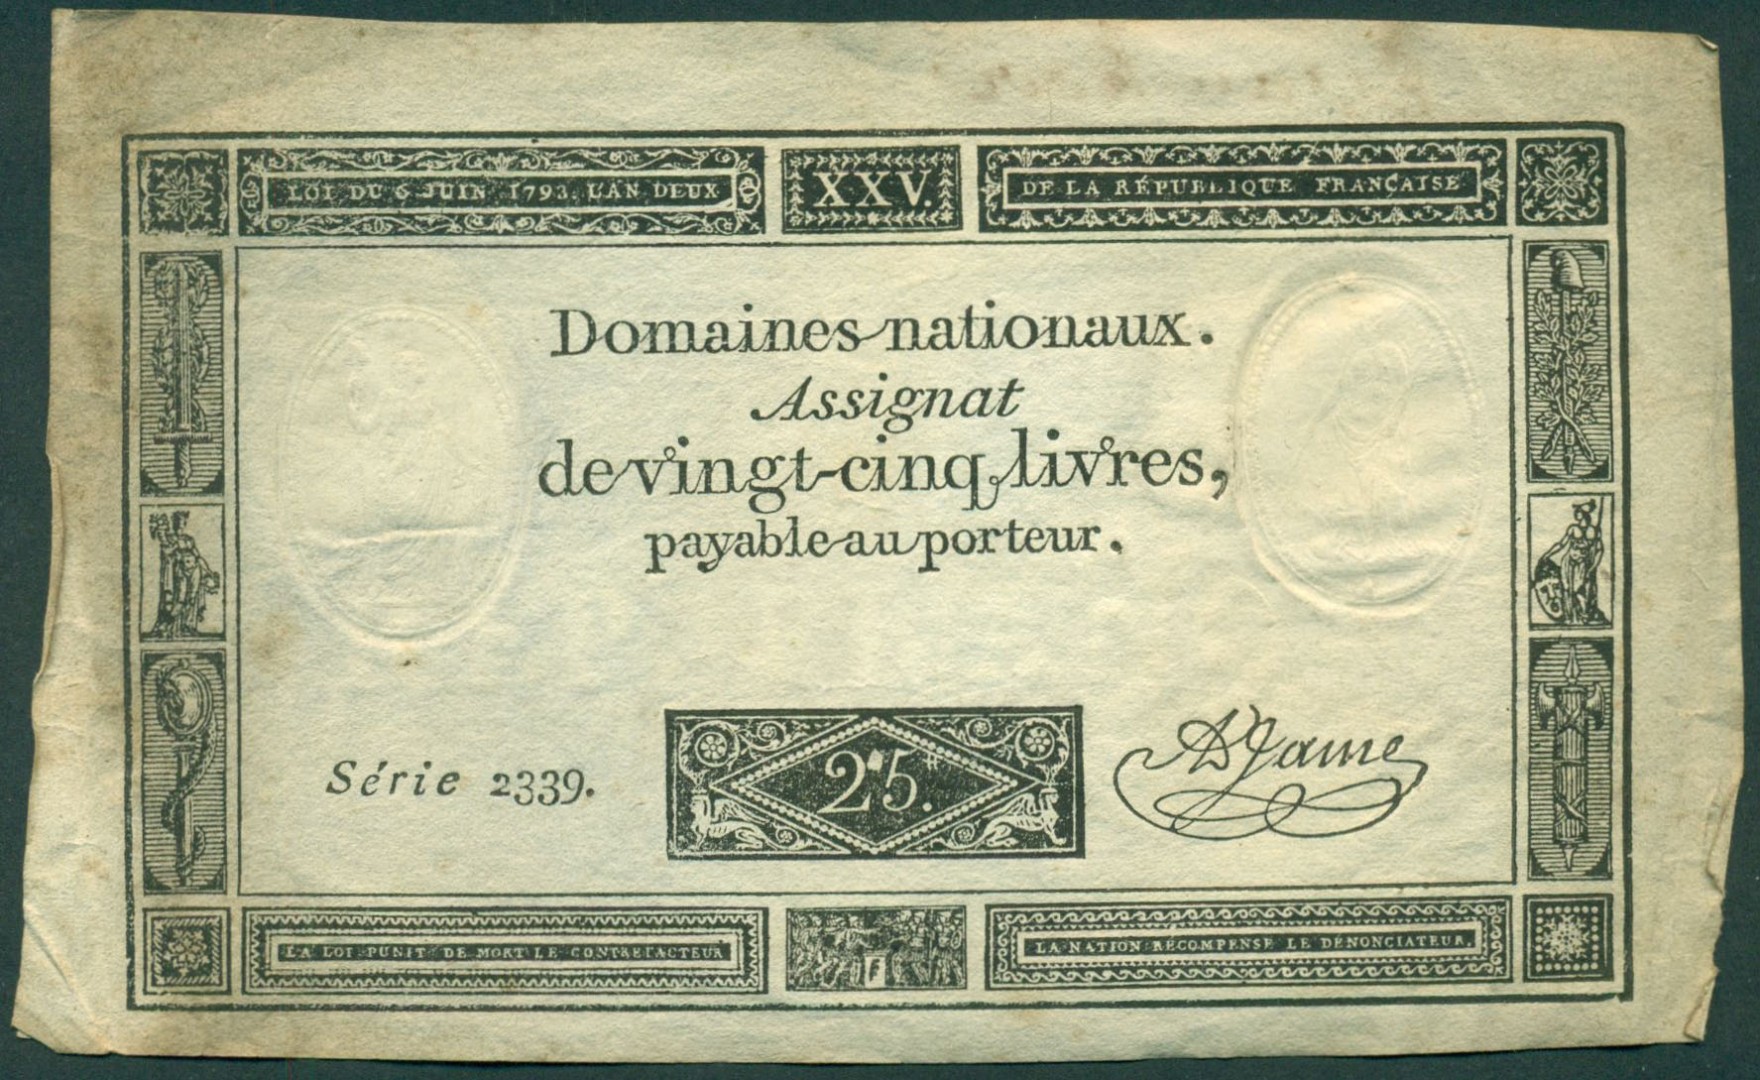 LOI DU 6 JUIN 1793. L'AN DEUX
XXV.
DE LA RÉPUBLIQUE FRANÇAISE
Domaines nationaux.
Assignat
de vingt-cinq livres,
payable au porteur.
Série 2339.
25.
A Jame
LA LOI PUNIT DE MORT LE CONTREFACTEUR
LA NATION RÉCOMPENSE LE DÉNONCIATEUR.